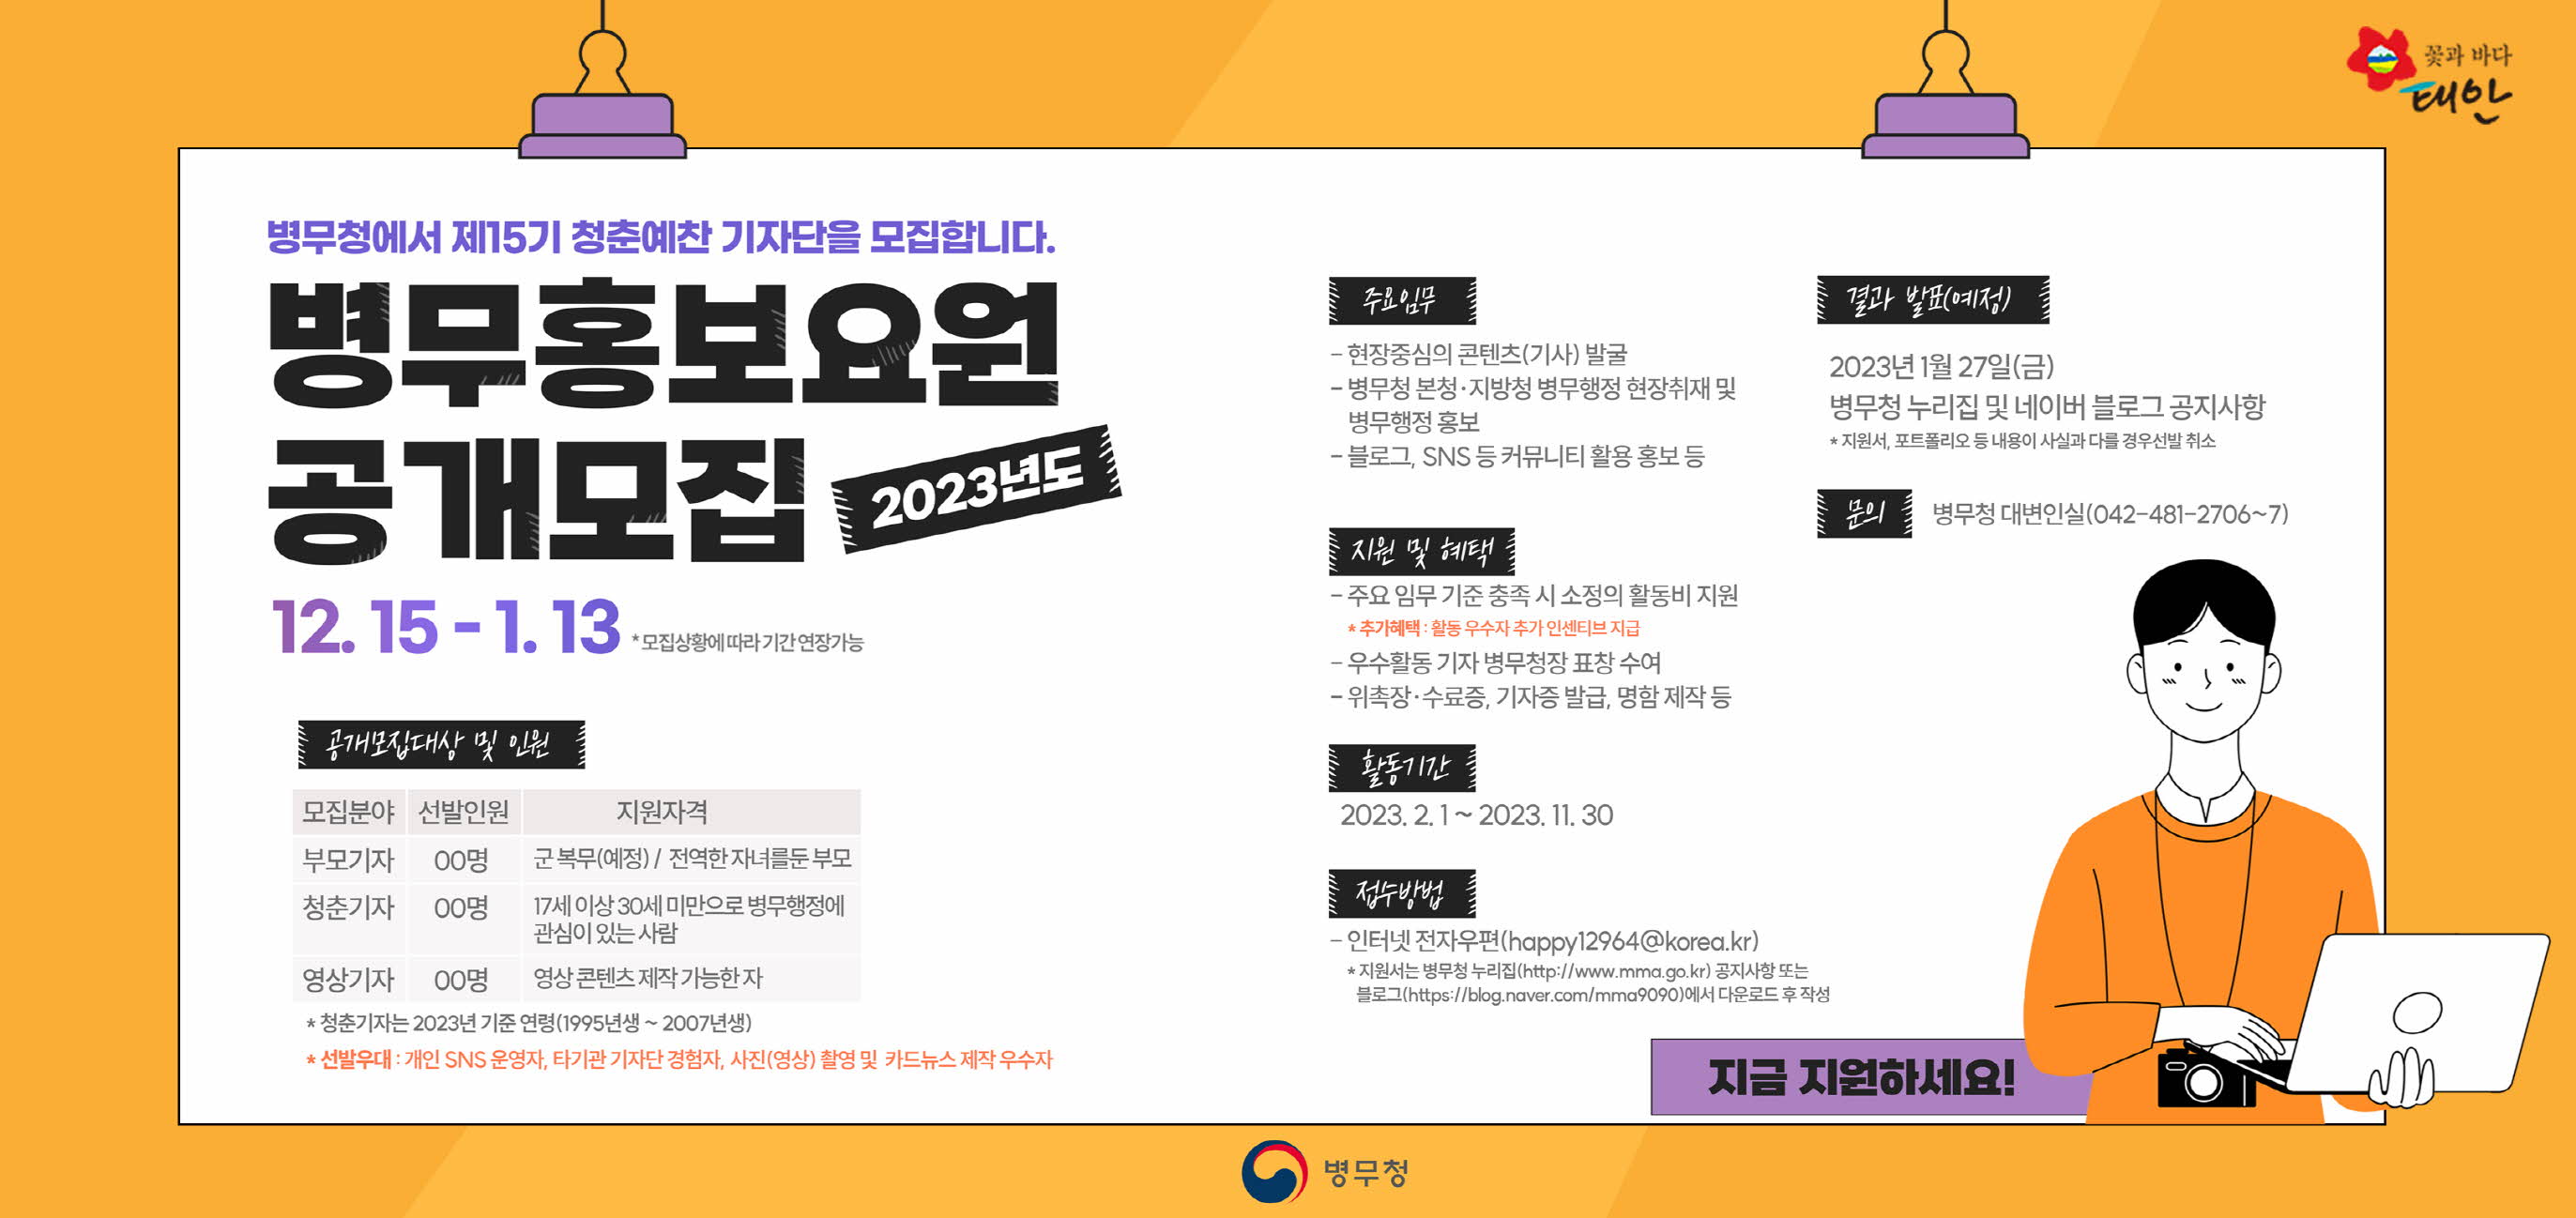 꽃과 바다
태안
병무청에서 제15기 청춘예찬 기자단을 모집합니다.
병무홍보요원
공개모집
2023년도
12. 15 - 1. 13
* 모집상황에 따라 기간 연장가능
공개모집대상 및 인원
모집분야 선발인원 지원자격
부모기자 00명 군 복무(예정) / 전역한 자녀를둔 부모
청춘기자 00명 17세 이상 30세 미만으로 병무행정에
관심이 있는 사람
영상기자 00명 영상 콘텐츠 제작 가능한 자
* 청춘기자는 2023년 기준 연령(1995년생 ~ 2007년생)
* 선발우대 : 개인 SNS 운영자, 타기관 기자단 경험자, 사진(영상) 촬영 및 카드뉴스 제작 우수자
주요임무
- 현장중심의 콘텐츠(기사) 발굴
- 병무청 본청·지방청 병무행정 현장취재 및
병무행정 홍보
- 블로그, SNS 등 커뮤니티 활용 홍보 등
지원 및 혜택
- 주요 임무 기준 충족 시 소정의 활동비 지원
* 추가혜택 : 활동 우수자 추가 인센티브 지급
- 우수활동 기자 병무청장 표창 수여
- 위촉장·수료증, 기자증 발급, 명함 제작 등
활동기간
2023. 2. 1 ~ 2023. 11. 30
접수방법
- 인터넷 전자우편(happy12964@korea.kr)
* 지원서는 병무청 누리집(http://www.mma.go.kr) 공지사항 또는
블로그(https://blog.naver.com/mma9090)에서 다운로드 후 작성
결과 발표(예정)
2023년 1월 27일(금)
병무청 누리집 및 네이버 블로그 공지사항
* 지원서, 포트폴리오 등 내용이 사실과 다를 경우선발 취소
문의
병무청 대변인실(042-481-2706~7)
지금 지원하세요!
병무청